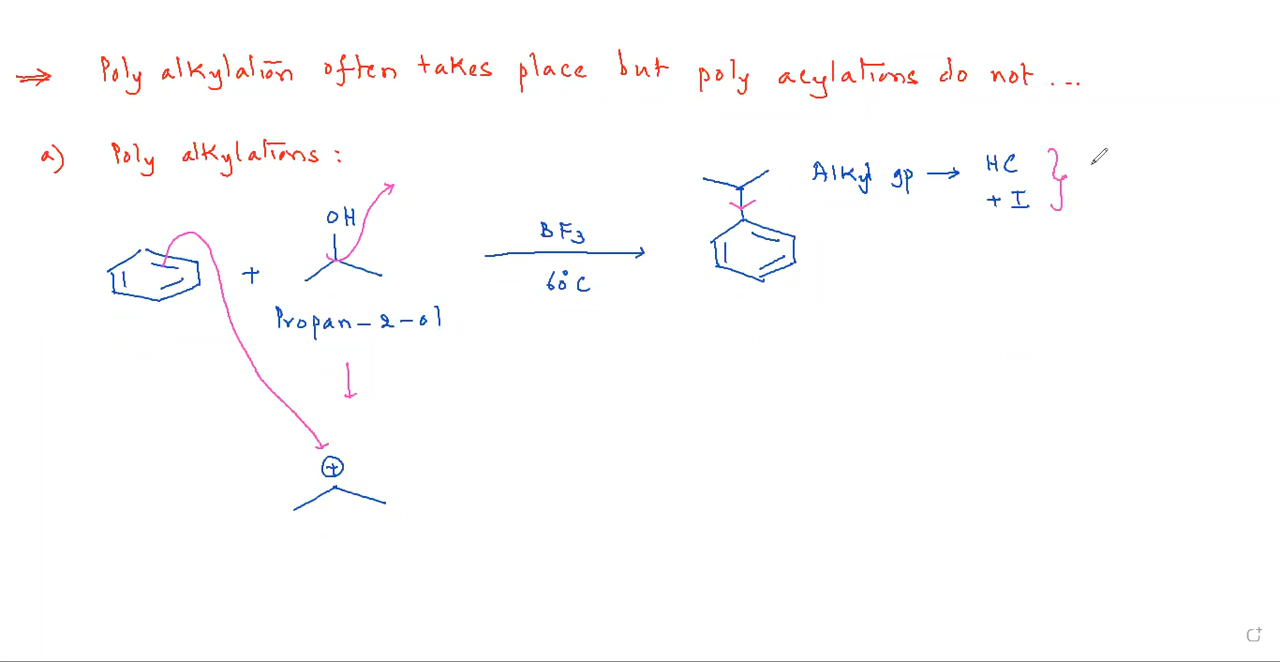 ⇒ Poly alkylation often takes place but poly acylations do not ...
a) Poly alkylations :
Alkyl gp → HC
+ I }
OH
BF3
+
60°C
Propan-2-ol
+